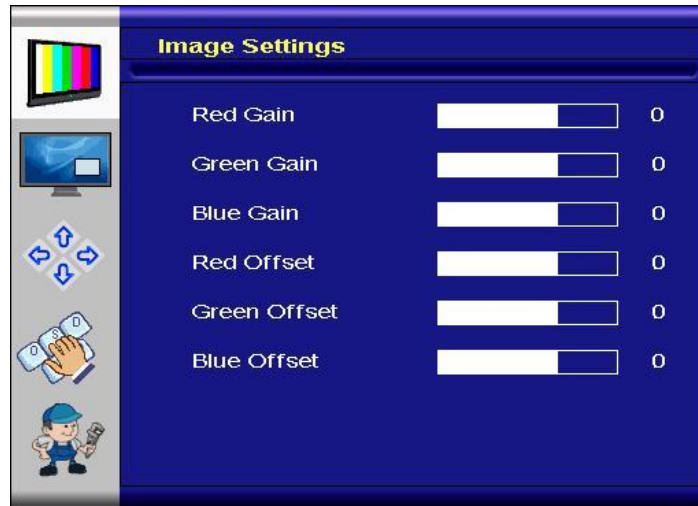 Image Settings
Red Gain 0
Green Gain 0
Blue Gain 0
Red Offset 0
Green Offset 0
Blue Offset 0
O S D